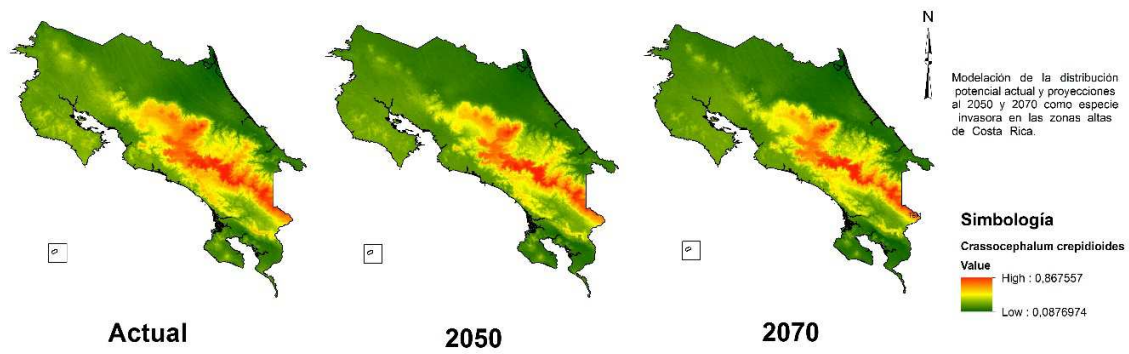 N
Modelación de la distribución
potencial actual y proyecciones
al 2050 y 2070 como especie
invasora en las zonas altas
de Costa Rica.
Simbología
Crassocephalum crepidioides
Value
High : 0,867557
Low : 0,0876974
Actual
2050
2070